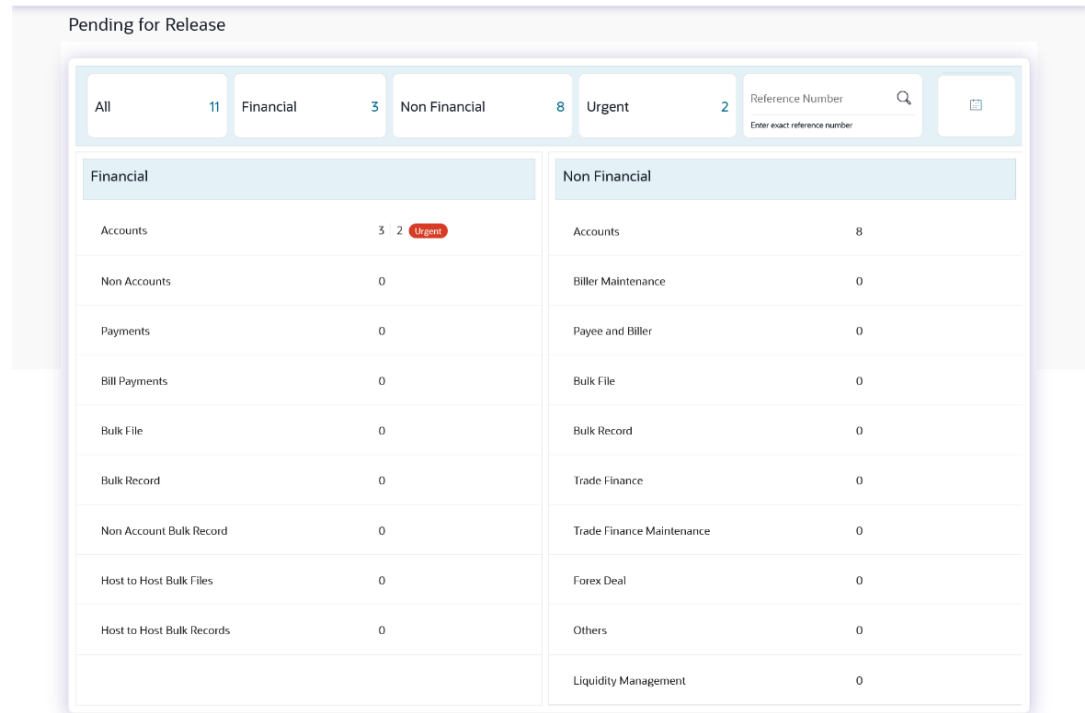 Pending for Release
All 11 Financial 3 Non Financial 8 Urgent 2 Reference Number
Enter exact reference number
Financial
Accounts 3 2 Urgent
Non Accounts 0
Payments 0
Bill Payments 0
Bulk File 0
Bulk Record 0
Non Account Bulk Record 0
Host to Host Bulk Files 0
Host to Host Bulk Records 0
Non Financial
Accounts 8
Biller Maintenance 0
Payee and Biller 0
Bulk File 0
Bulk Record 0
Trade Finance 0
Trade Finance Maintenance 0
Forex Deal 0
Others 0
Liquidity Management 0